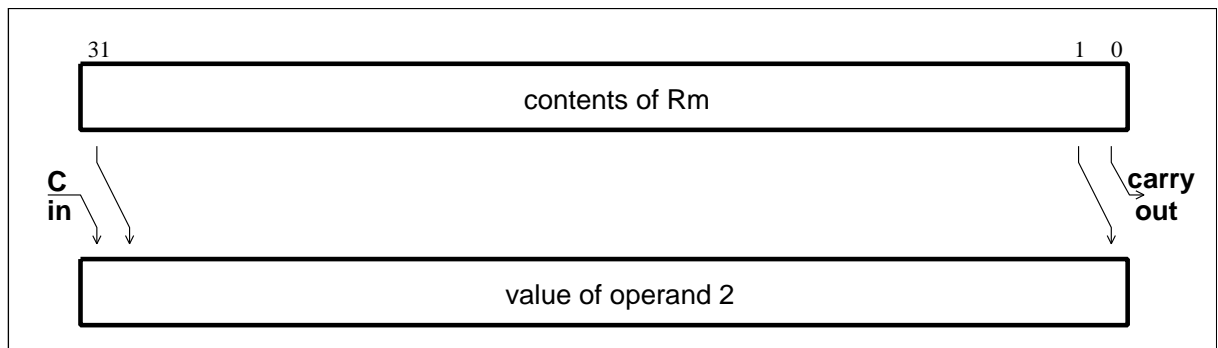 31 1 0
contents of Rm
C
in
carry
out
value of operand 2